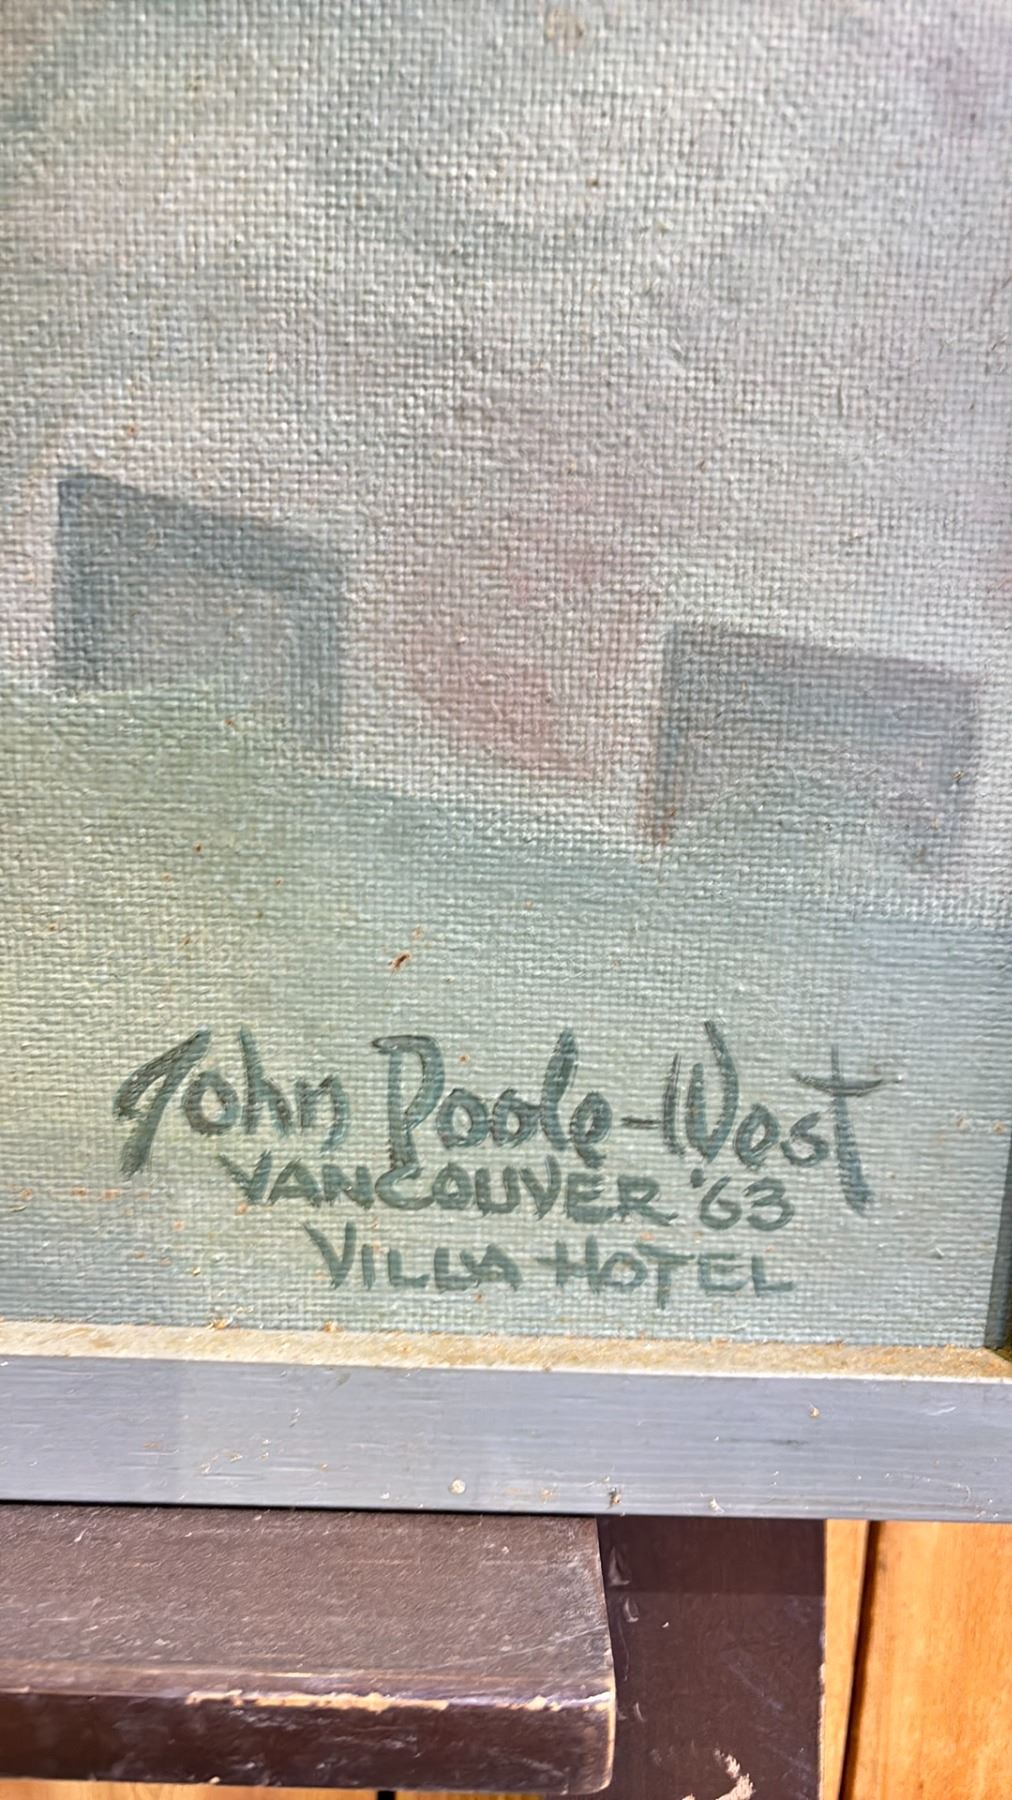 John Poole-West
VANCOUVER '63
VILLA HOTEL